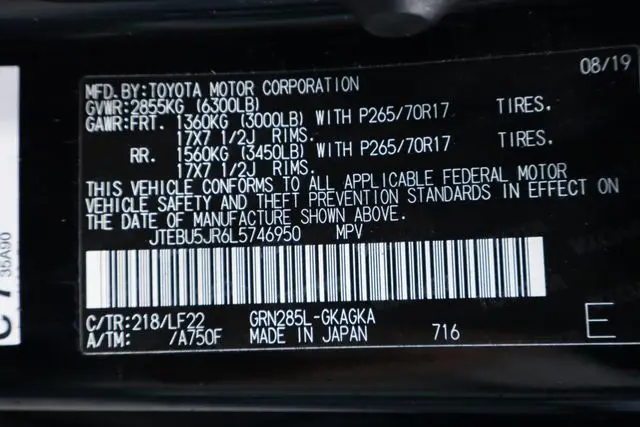 08/19
MFD.BY:TOYOTA MOTOR CORPORATION
GVWR:2855KG (6300LB)
GAWR:FRT. 1360KG (3000LB) WITH P265/70R17 TIRES.
17X7 1/2J RIMS.
RR. 1560KG (3450LB) WITH P265/70R17 TIRES.
17X7 1/2J RIMS.
THIS VEHICLE CONFORMS TO ALL APPLICABLE FEDERAL MOTOR
VEHICLE SAFETY AND THEFT PREVENTION STANDARDS IN EFFECT ON
THE DATE OF MANUFACTURE SHOWN ABOVE.
JTEBU5JR6L5746950 MPV
C/TR:218/LF22 GRN285L-GKAGKA
A/TM: /A750F MADE IN JAPAN 716
E
35A90